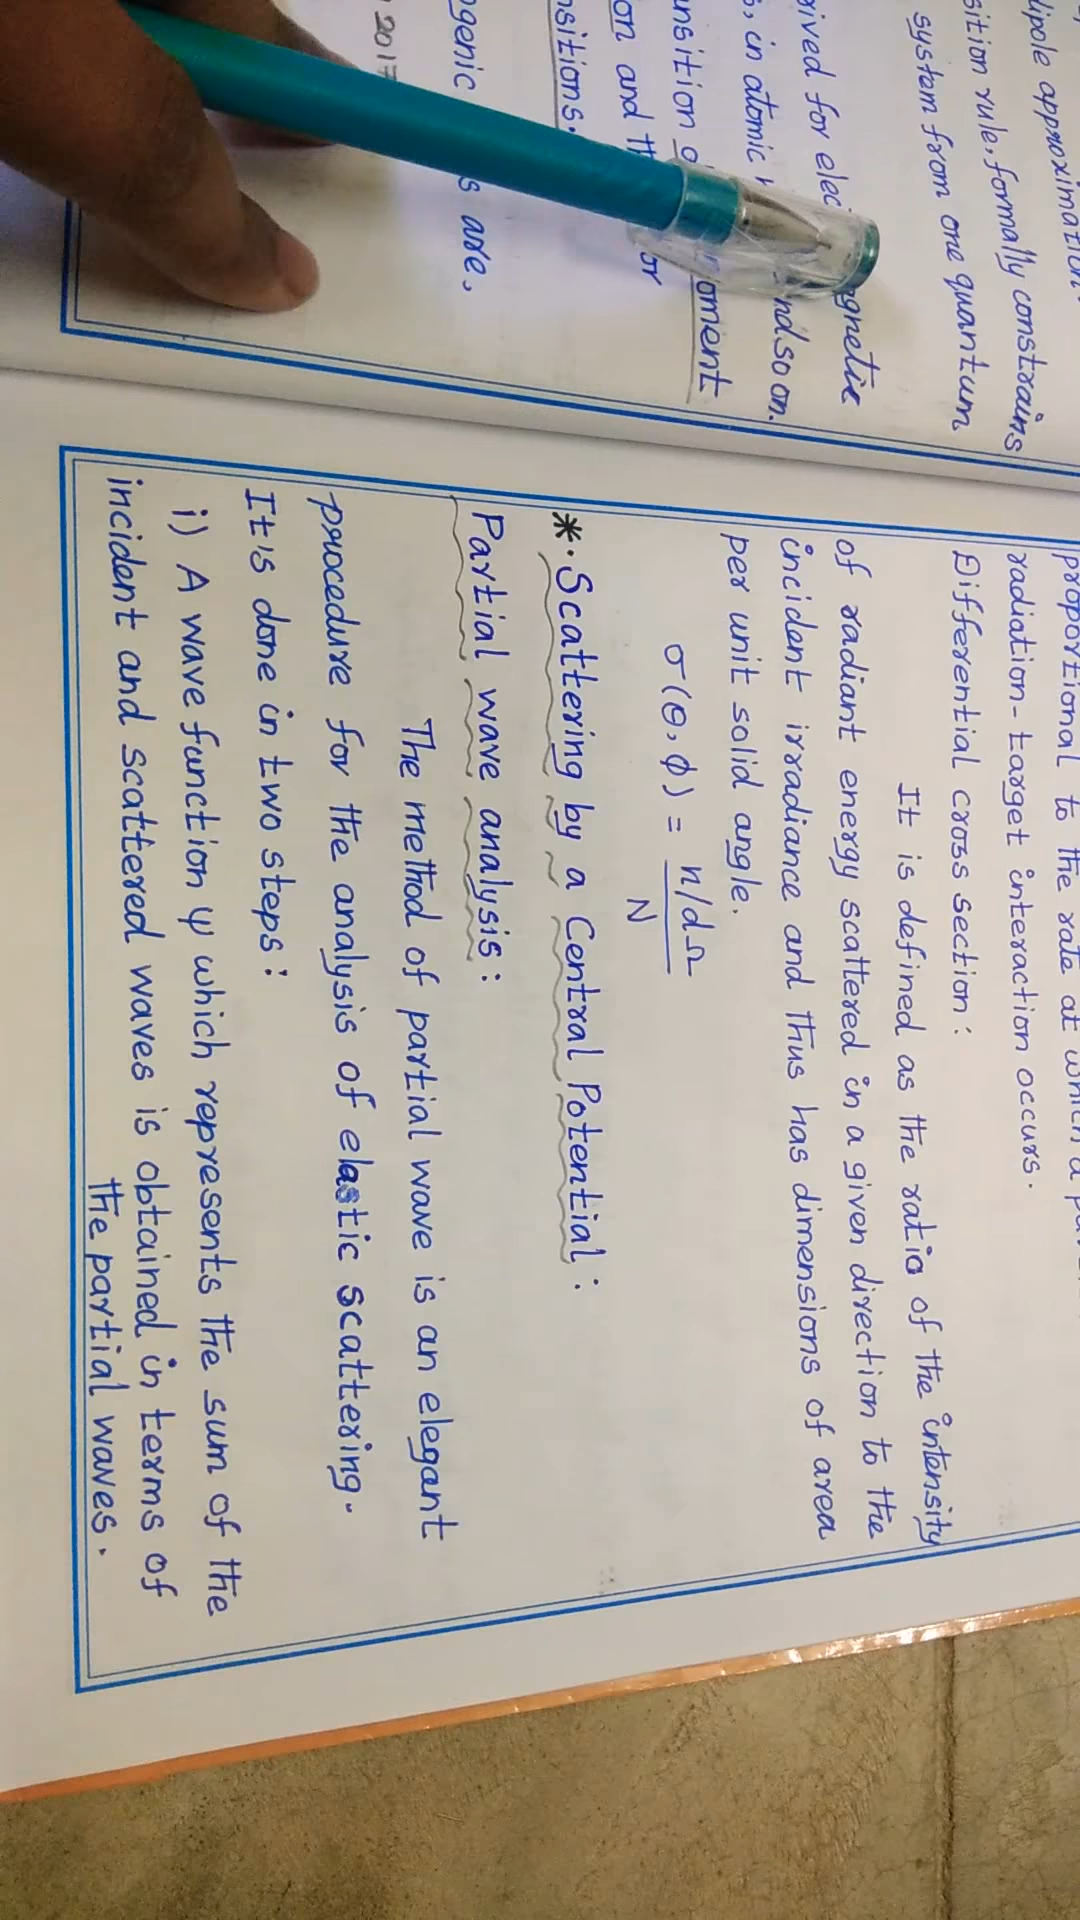 dipole approximation.
sition rule, formally constrains
system from one quantum
rived for elec
gnetic
s, in atomic
nd so on.
ansition d
oment
on and th
or
nsitions.
genic
s are,
2017
proportional to the rate at which a
radiation-target interaction occurs.
Differential cross section:
It is defined as the ratio of the intensity
of radiant energy scattered in a given direction to the
incident irradiance and thus has dimensions of area
per unit solid angle.
σ(θ, φ) = n/dΩ
N
*. Scattering by a Central Potential:
Partial wave analysis:
The method of partial wave is an elegant
procedure for the analysis of elastic scattering.
It is done in two steps:
i) A wave function ψ which represents the sum of the
incident and scattered waves is obtained in terms of
the partial waves.